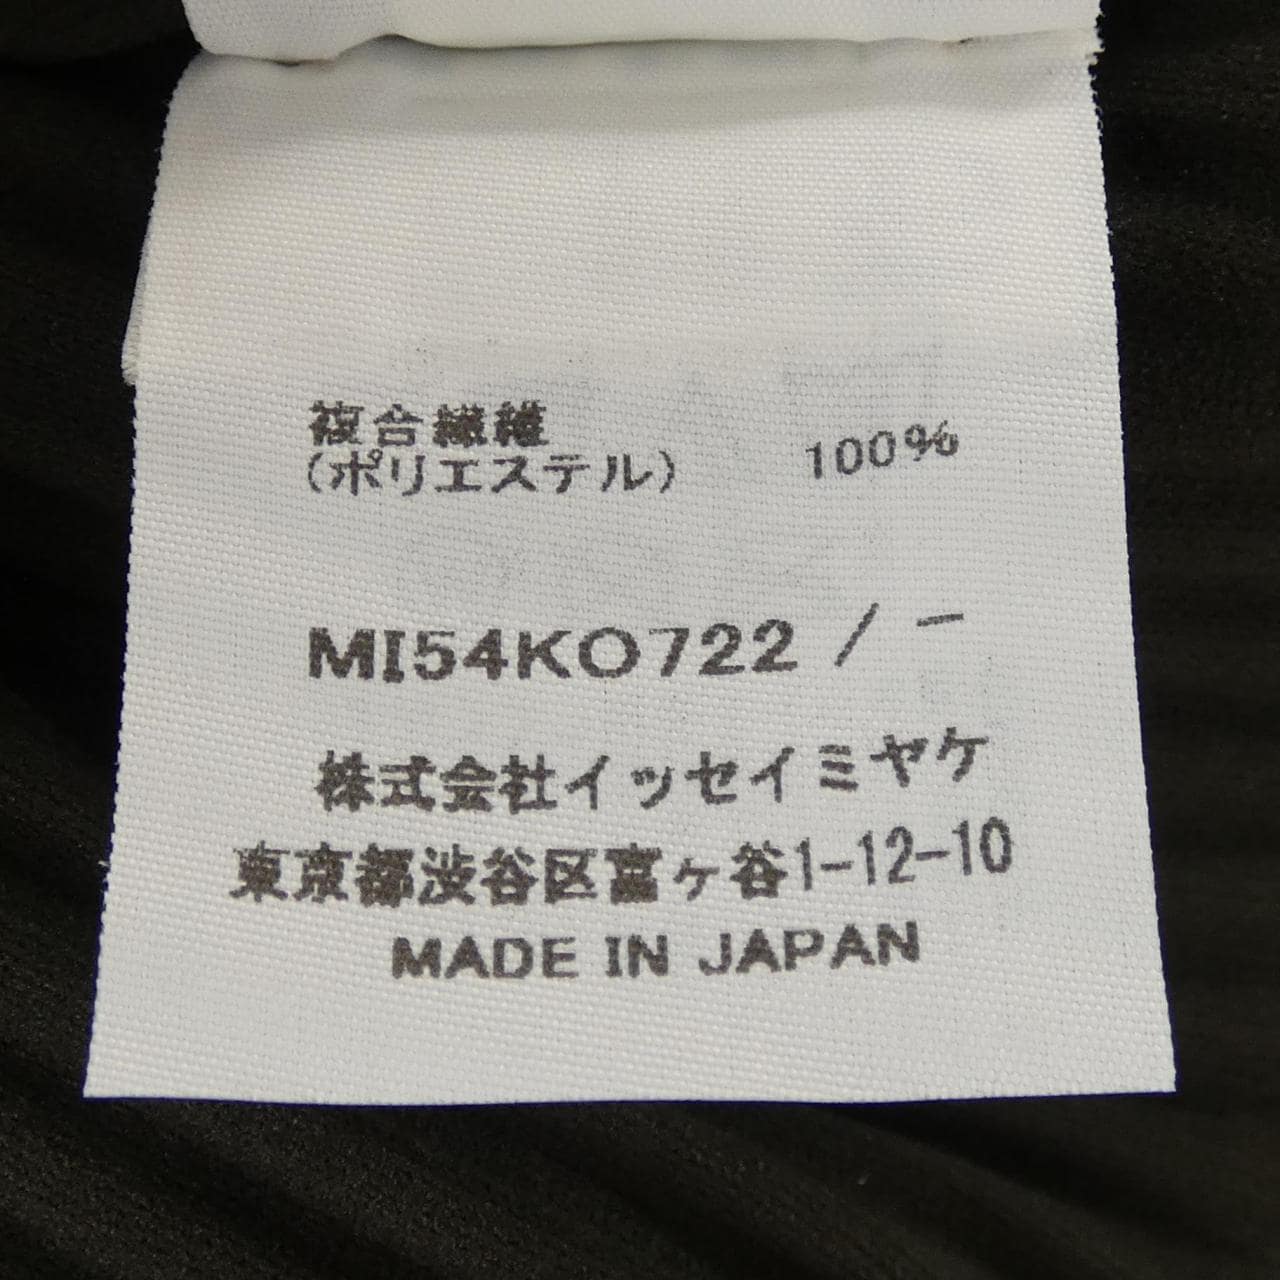 複合繊維
(ポリエステル) 100%
MI54KO722 / -
株式会社イッセイミヤケ
東京都渋谷区富ヶ谷1-12-10
MADE IN JAPAN